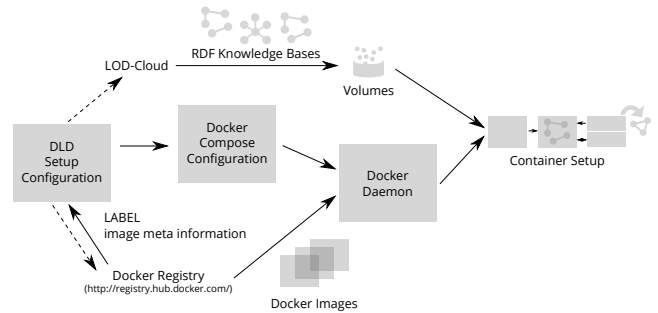 RDF Knowledge Bases
LOD-Cloud
Volumes
DLD
Setup
Configuration
Docker
Compose
Configuration
Docker
Daemon
Container Setup
LABEL
image meta information
Docker Registry
(http://registry.hub.docker.com/)
Docker Images